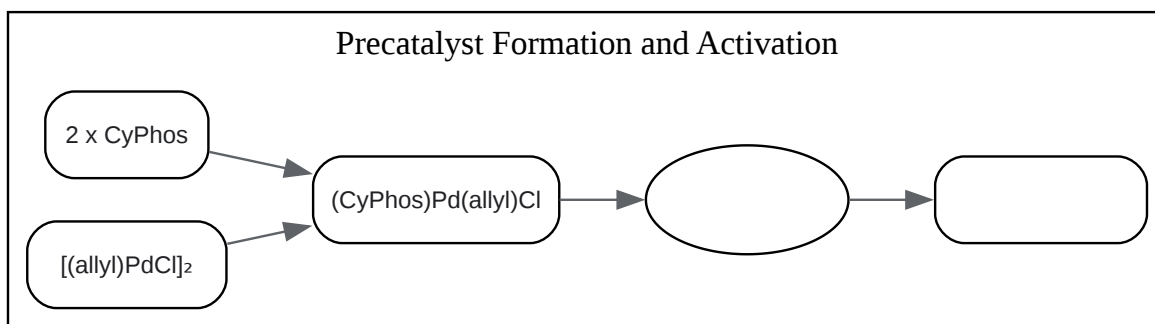 Precatalyst Formation and Activation
2 x CyPhos
(CyPhos)Pd(allyl)Cl
[(allyl)PdCl]₂